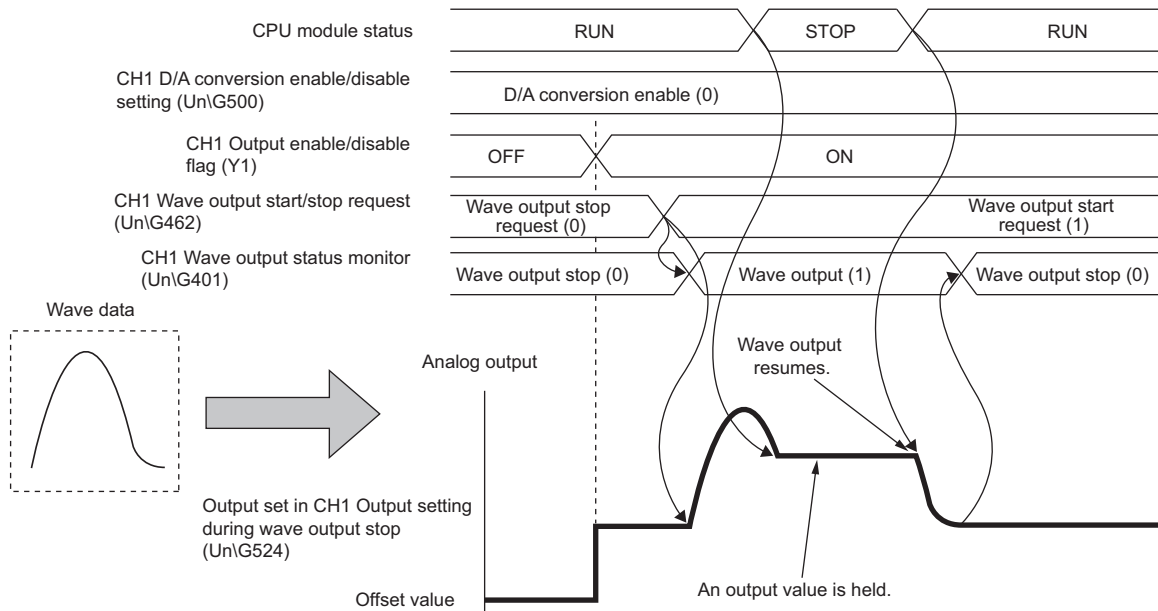 CPU module status
RUN
STOP
RUN
CH1 D/A conversion enable/disable
setting (Un\G500)
D/A conversion enable (0)
CH1 Output enable/disable
flag (Y1)
OFF
ON
CH1 Wave output start/stop request
(Un\G462)
Wave output stop
request (0)
Wave output start
request (1)
CH1 Wave output status monitor
(Un\G401)
Wave output stop (0)
Wave output (1)
Wave output stop (0)
Wave data
Analog output
Wave output
resumes.
Output set in CH1 Output setting
during wave output stop
(Un\G524)
An output value is held.
Offset value